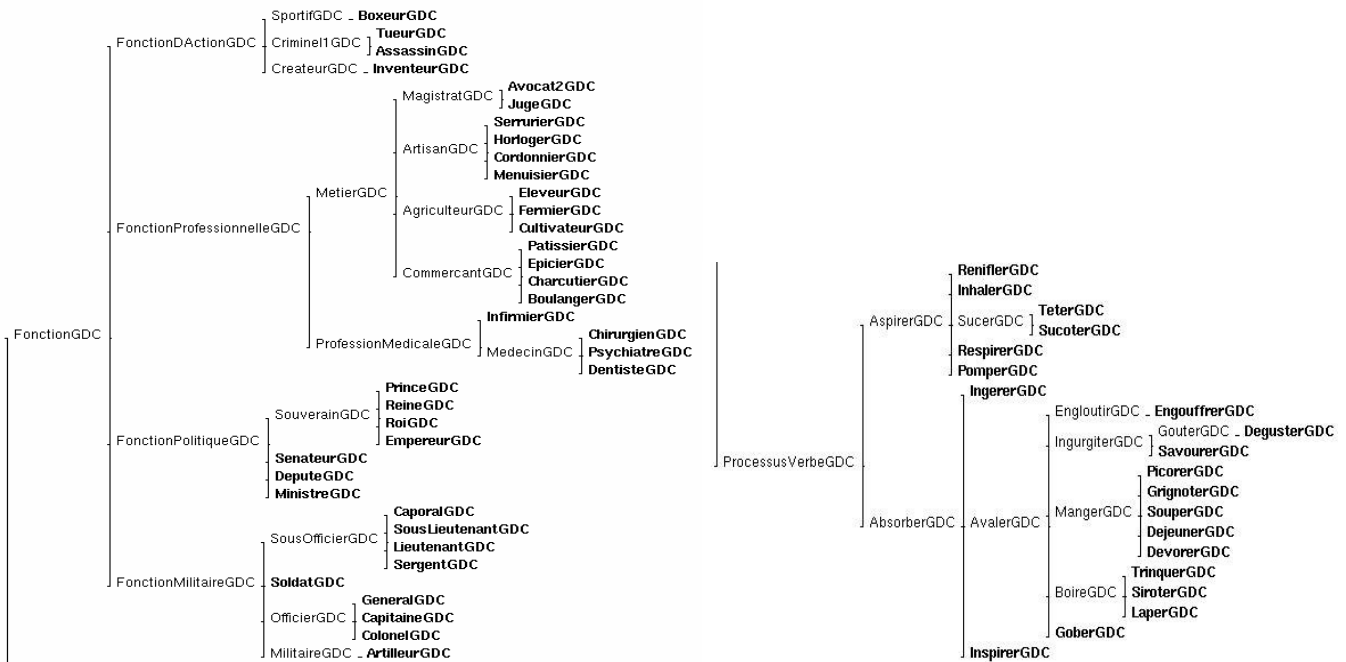 SportifGDC - BoxeurGDC
TueurGDC
FonctionDActionGDC
Criminel1GDC
AssassinGDC
CreateurGDC - InventeurGDC
Avocat2GDC
MagistratGDC
JugeGDC
SerrurierGDC
HorlogerGDC
ArtisanGDC
CordonnierGDC
MenuisierGDC
MetierGDC
EleveurGDC
AgriculteurGDC
FermierGDC
FonctionProfessionnelleGDC
CultivateurGDC
PatissierGDC
EpicierGDC
CommercantGDC
CharcutierGDC
BoulangerGDC
InfirmierGDC
FonctionGDC
ChirurgienGDC
ProfessionMedicaleGDC
MedecinGDC
PsychiatreGDC
DentisteGDC
PrinceGDC
ReineGDC
SouverainGDC
RoiGDC
EmpereurGDC
FonctionPolitiqueGDC
SenateurGDC
DeputeGDC
MinistreGDC
CaporalGDC
SousLieutenantGDC
SousOfficierGDC
LieutenantGDC
SergentGDC
FonctionMilitaireGDC
SoldatGDC
GeneralGDC
OfficierGDC
CapitaineGDC
ColonelGDC
MilitaireGDC - ArtilleurGDC
ReniflerGDC
InhalerGDC
TeterGDC
AspirerGDC
SucerGDC
SucoterGDC
RespirerGDC
PomperGDC
IngererGDC
EngloutirGDC - EngouffrerGDC
GouterGDC - DegusterGDC
IngurgiterGDC
SavourerGDC
ProcessusVerbeGDC
PicorerGDC
GrignoterGDC
MangerGDC
SouperGDC
AbsorberGDC
AvalerGDC
DejeunerGDC
DevorerGDC
TrinquerGDC
BoireGDC
SiroterGDC
LaperGDC
GoberGDC
InspirerGDC